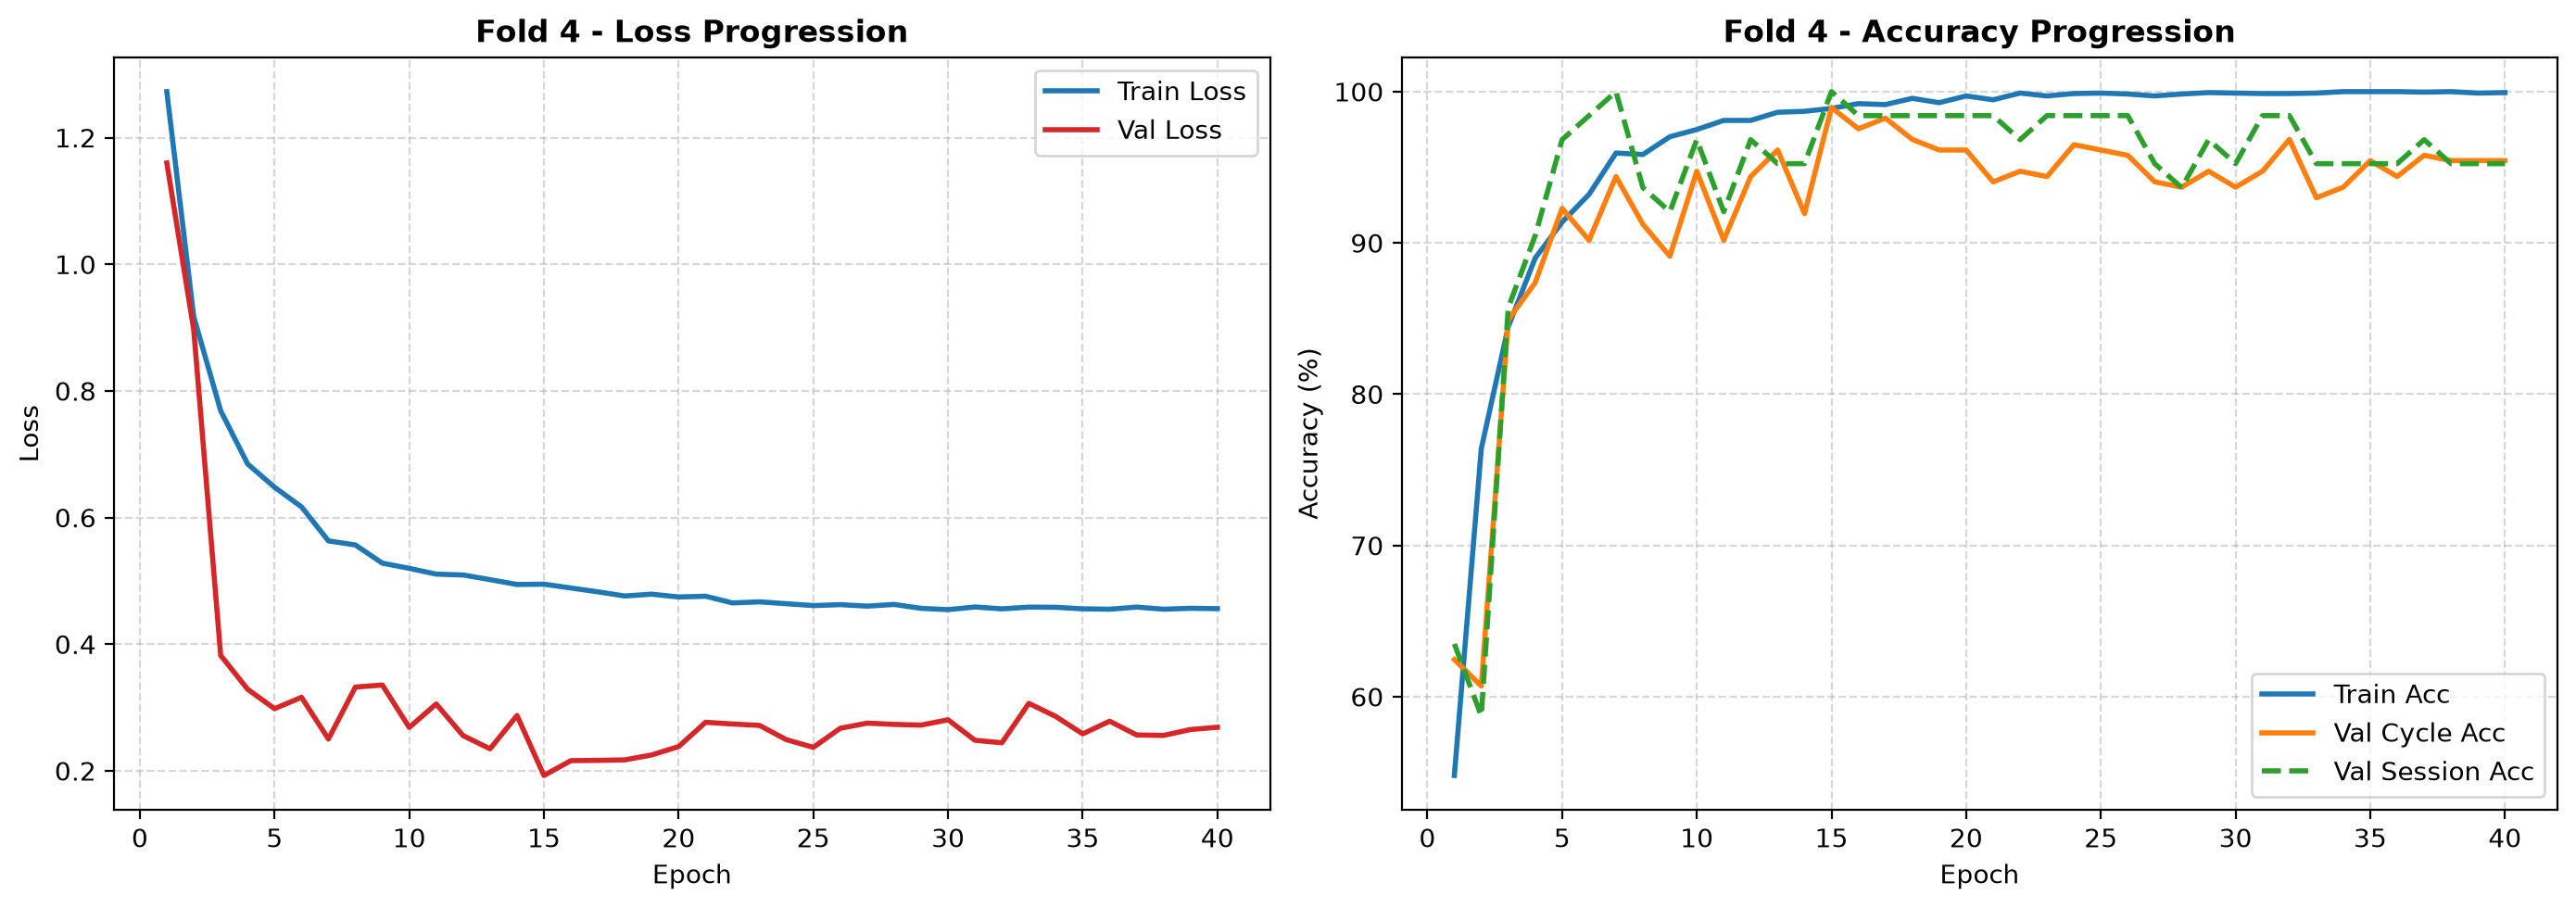 Fold 4 - Loss Progression
Train Loss
Val Loss
1.2
1.0
0.8
0.6
0.4
0.2
Loss
0 5 10 15 20 25 30 35 40
Epoch
Fold 4 - Accuracy Progression
100
90
80
70
60
Accuracy (%)
Train Acc
Val Cycle Acc
Val Session Acc
0 5 10 15 20 25 30 35 40
Epoch